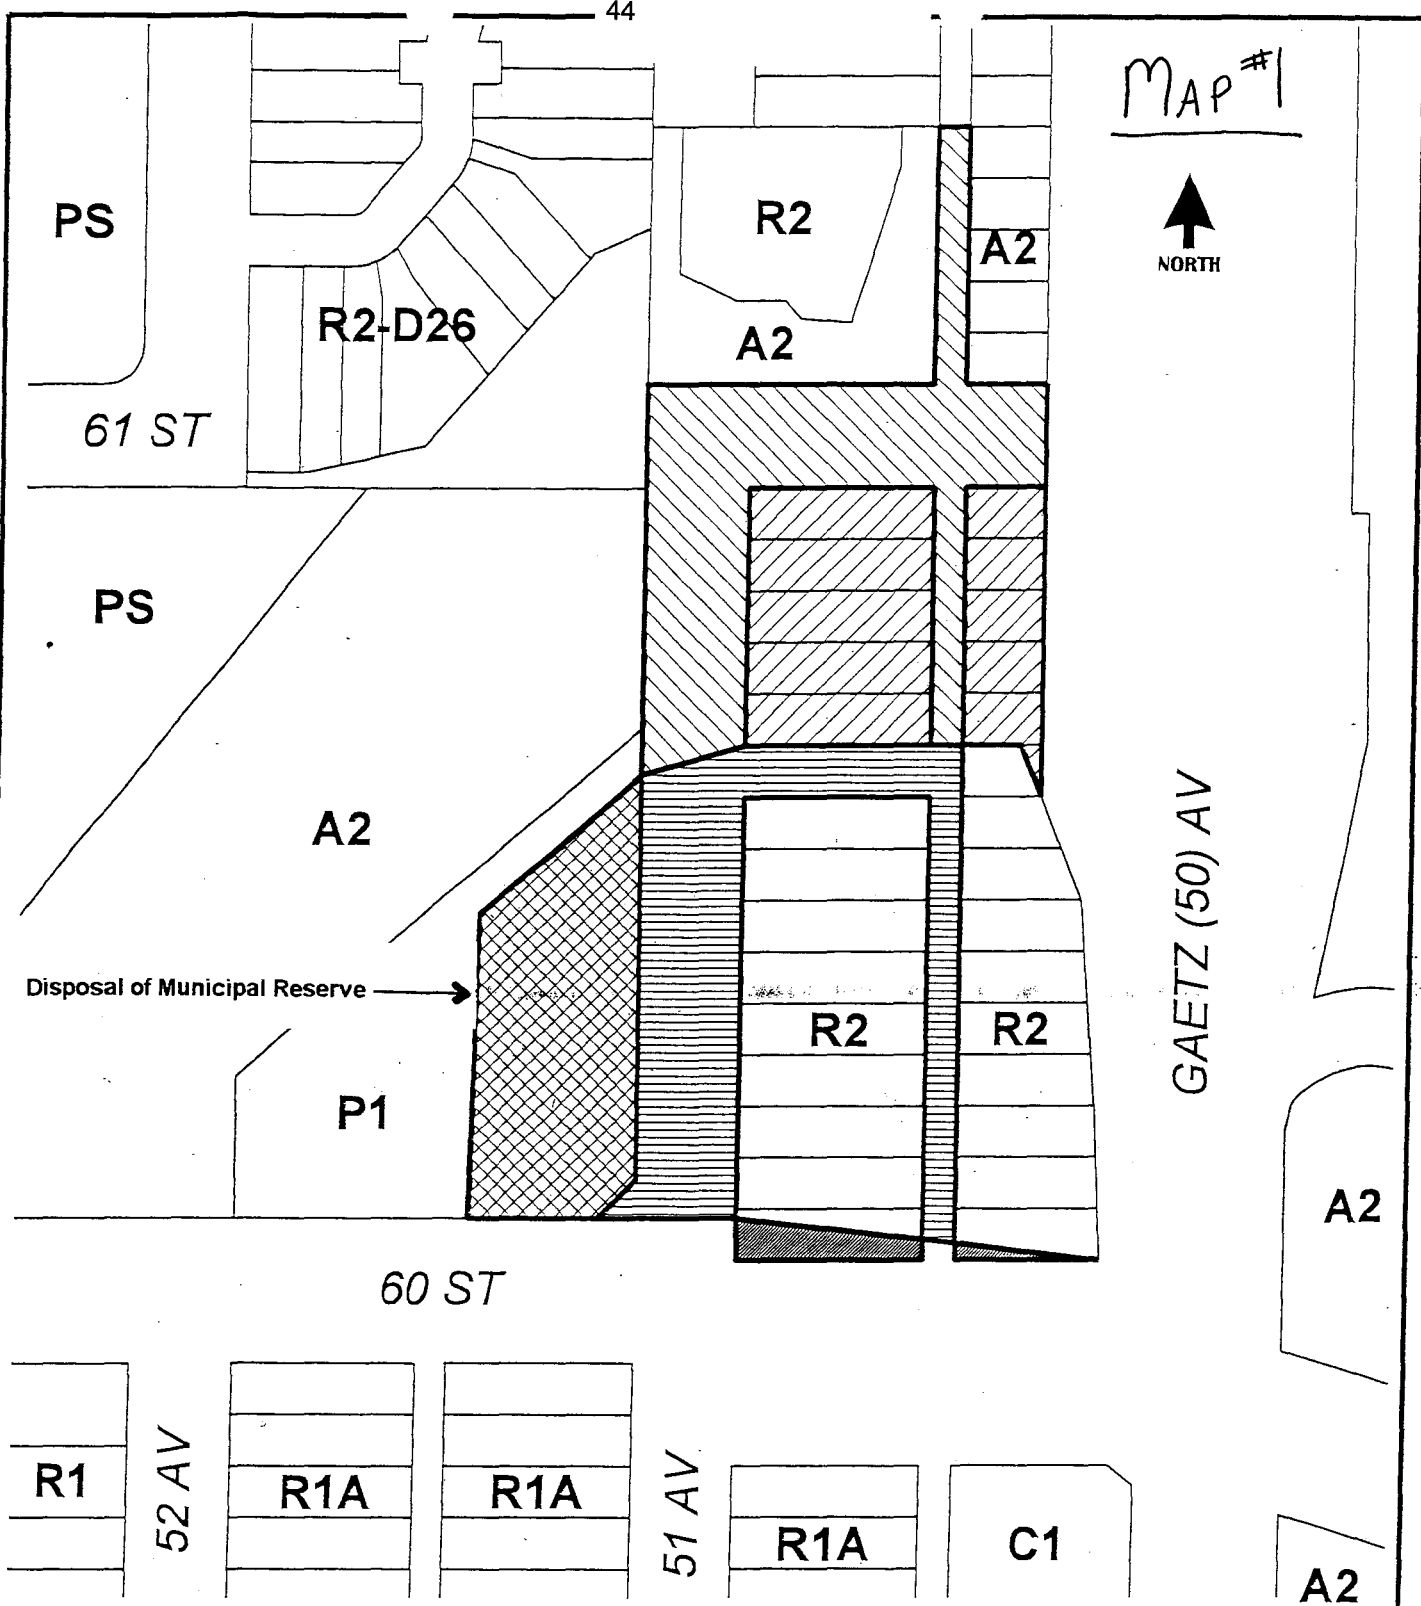 44
MAP #1
NORTH
PS
R2
A2
R2-D26
A2
61 ST
PS
A2
GAETZ (50) AV
Disposal of Municipal Reserve
R2
R2
P1
A2
60 ST
R1
52 AV
R1A
R1A
51 AV
R1A
C1
A2